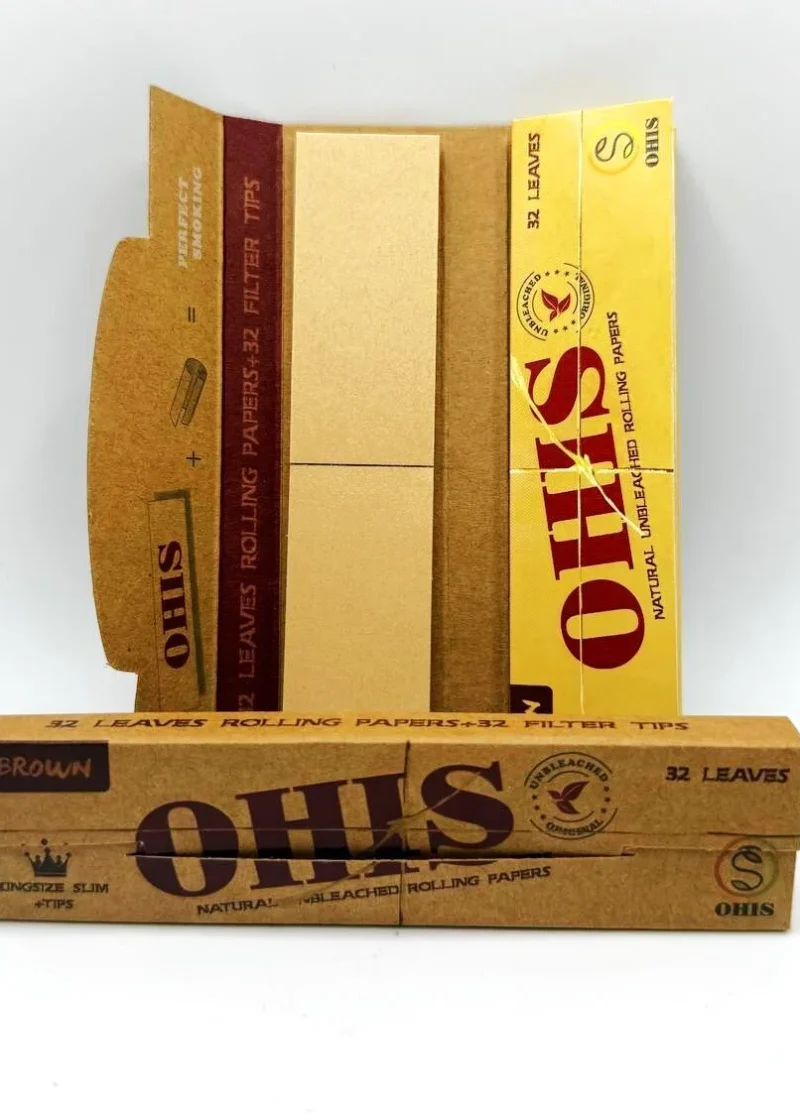 PERFECT
SMOKING
=
+
OHIS
32 LEAVES ROLLING PAPERS+32 FILTER TIPS
32 LEAVES
OHIS
UNBLEACHED
ORIGINAL
OHIS
NATURAL UNBLEACHED ROLLING PAPERS
32 LEAVES ROLLING PAPERS+32 FILTER TIPS
BROWN
OHIS
UNBLEACHED
ORIGINAL
32 LEAVES
KINGSIZE SLIM
+TIPS
NATURAL UNBLEACHED ROLLING PAPERS
OHIS